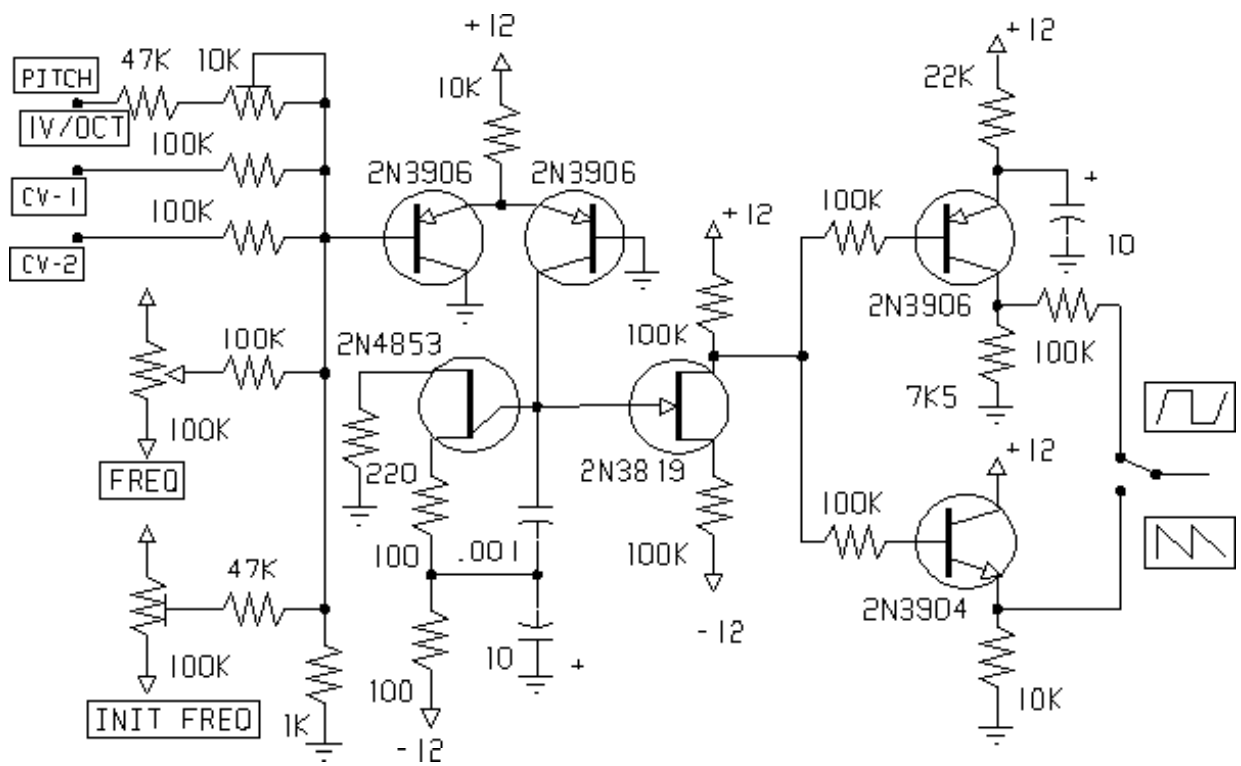 +12
+12
47K
10K
PITCH
1V/OCT
10K
22K
100K
CV-1
2N3906
2N3906
+
100K
CV-2
+12
100K
10
2N3906
100K
2N4853
100K
100K
7K5
100K
FREQ
220
2N3819
+12
100K
100
.001
100K
47K
-12
2N3904
100K
10
+
100
10K
INIT FREQ
1K
-12